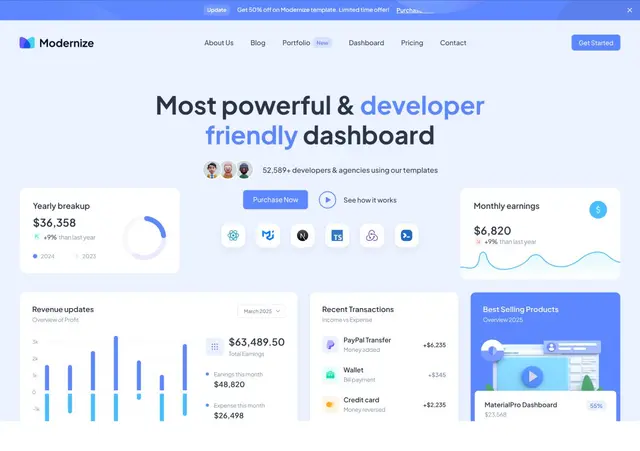 Update Get 50% off on Modernize template. Limited time offer! Purchase
Modernize
About Us Blog Portfolio New Dashboard Pricing Contact
Get Started
Most powerful & developer
friendly dashboard
52,589+ developers & agencies using our templates
Purchase Now See how it works
Yearly breakup
$36,358
+9% than last year
2024 2023
Monthly earnings
$
$6,820
+9% than last year
TS
Revenue updates
Overview of Profit
March 2025
$63,489.50
Total Earnings
Earnings this month
$48,820
Expense this month
$26,498
3k
2k
1k
0
-1k
Recent Transactions
Income vs Expense
PayPal Transfer +$6,235
Money added
Wallet +$345
Bill payment
Credit card +$2,235
Money reversed
Best Selling Products
Overview 2025
MaterialPro Dashboard 55%
$23,568